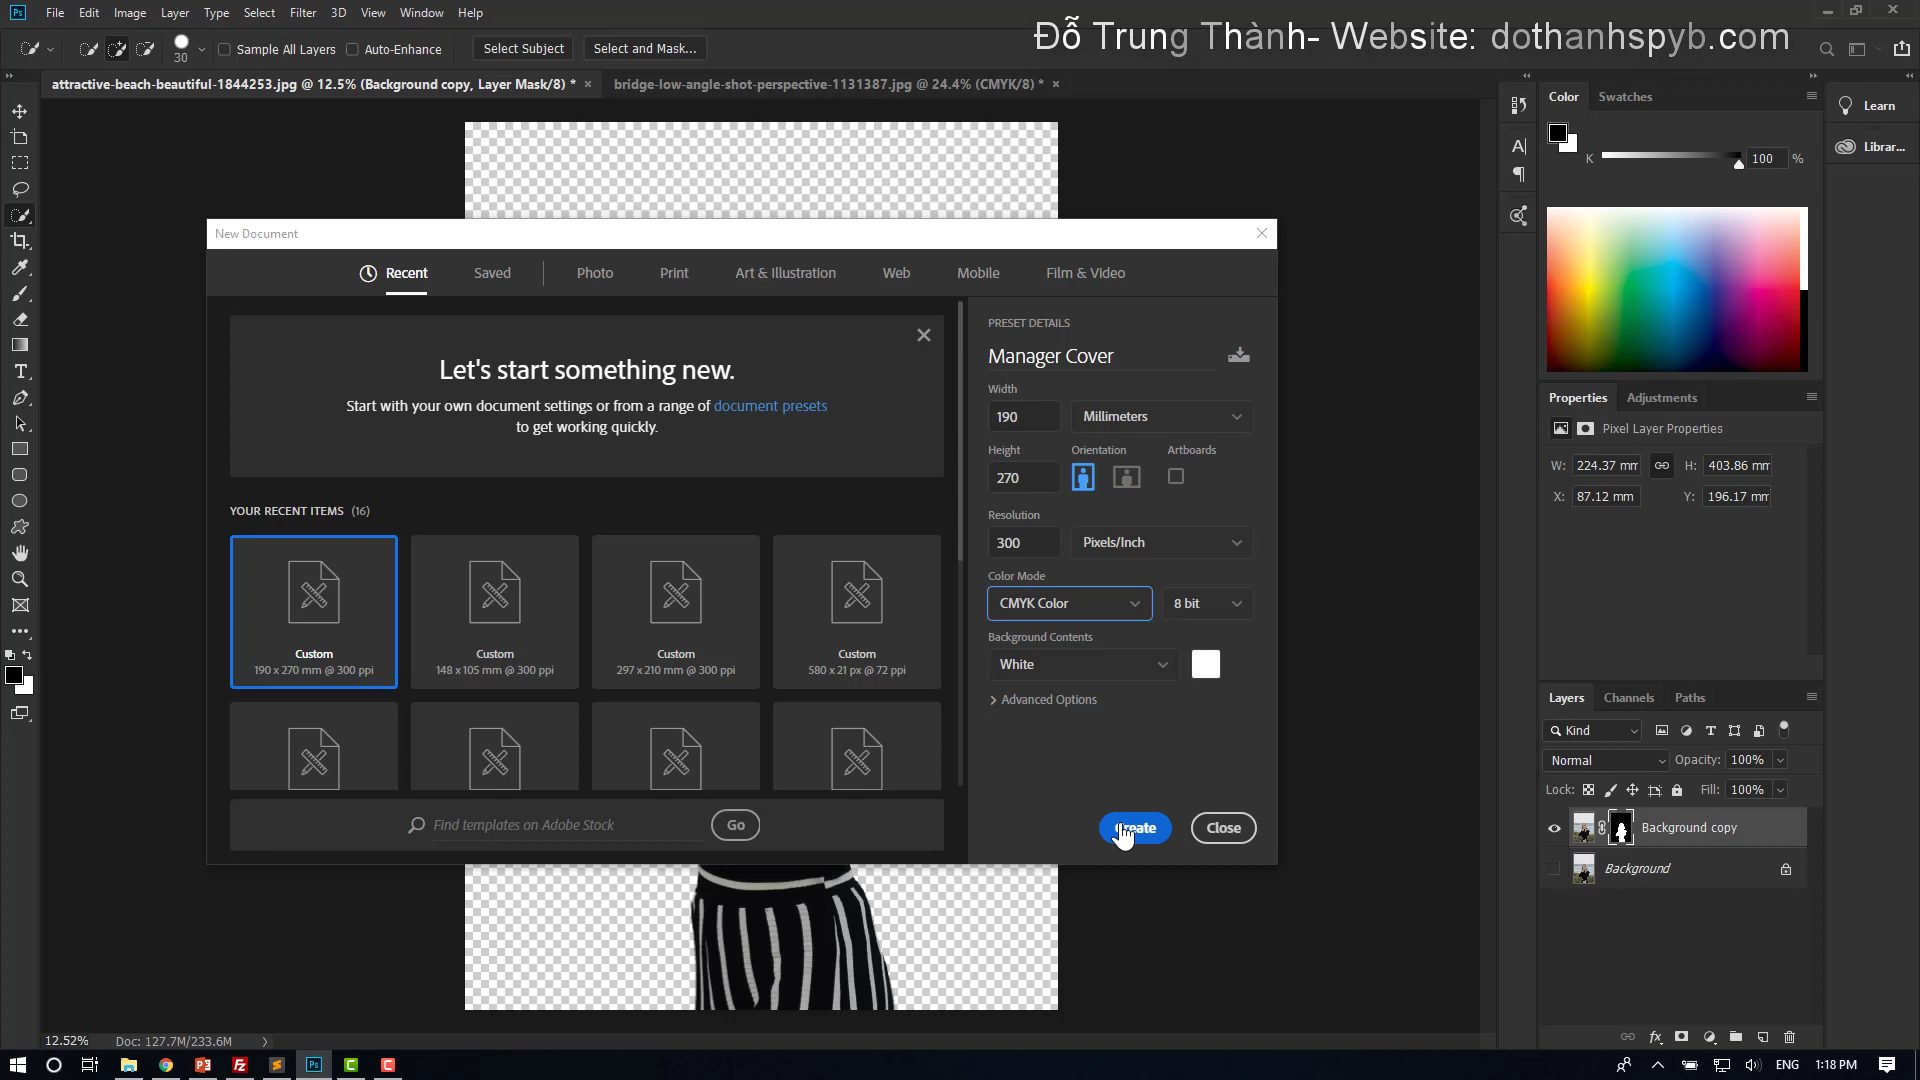 Ps File Edit Image Layer Type Select Filter 3D View Window Help
Đỗ Trung Thành- Website: dothanhspyb.com
30 Sample All Layers Auto-Enhance Select Subject Select and Mask...
attractive-beach-beautiful-1844253.jpg @ 12.5% (Background copy, Layer Mask/8) * × bridge-low-angle-shot-perspective-1131387.jpg @ 24.4% (CMYK/8) * ×
New Document
Recent Saved Photo Print Art & Illustration Web Mobile Film & Video
Let's start something new.
Start with your own document settings or from a range of document presets
to get working quickly.
YOUR RECENT ITEMS (16)
Custom
190 x 270 mm @ 300 ppi
Custom
148 x 105 mm @ 300 ppi
Custom
297 x 210 mm @ 300 ppi
Custom
580 x 21 px @ 72 ppi
Find templates on Adobe Stock Go
PRESET DETAILS
Manager Cover
Width
190 Millimeters
Height Orientation Artboards
270
Resolution
300 Pixels/Inch
Color Mode
CMYK Color 8 bit
Background Contents
White
Advanced Options
Create Close
Color Swatches
K 100 %
Learn
Librar...
Properties Adjustments
Pixel Layer Properties
W: 224.37 mm H: 403.86 mm
X: 87.12 mm Y: 196.17 mm
Layers Channels Paths
Kind
Normal Opacity: 100%
Lock: Fill: 100%
Background copy
Background
12.52% Doc: 127.7M/233.6M
ENG 1:18 PM